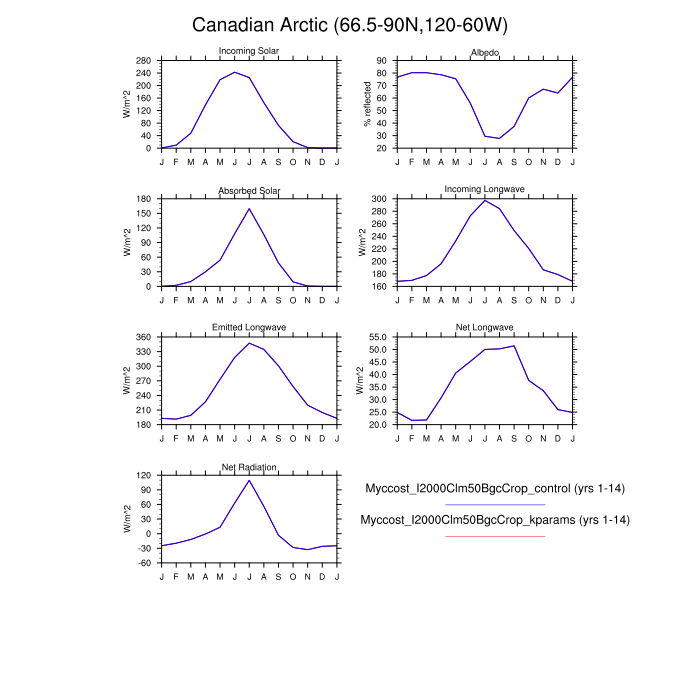 Canadian Arctic (66.5-90N,120-60W)
Incoming Solar
W/m^2
280
240
200
160
120
80
40
0
J F M A M J J A S O N D J
Albedo
% reflected
90
80
70
60
50
40
30
20
J F M A M J J A S O N D J
Absorbed Solar
W/m^2
180
150
120
90
60
30
0
J F M A M J J A S O N D J
Incoming Longwave
W/m^2
300
280
260
240
220
200
180
160
J F M A M J J A S O N D J
Emitted Longwave
W/m^2
360
330
300
270
240
210
180
J F M A M J J A S O N D J
Net Longwave
W/m^2
55.0
50.0
45.0
40.0
35.0
30.0
25.0
20.0
J F M A M J J A S O N D J
Net Radiation
W/m^2
120
90
60
30
0
-30
-60
J F M A M J J A S O N D J
Myccost_I2000Clm50BgcCrop_control (yrs 1-14)
Myccost_I2000Clm50BgcCrop_kparams (yrs 1-14)